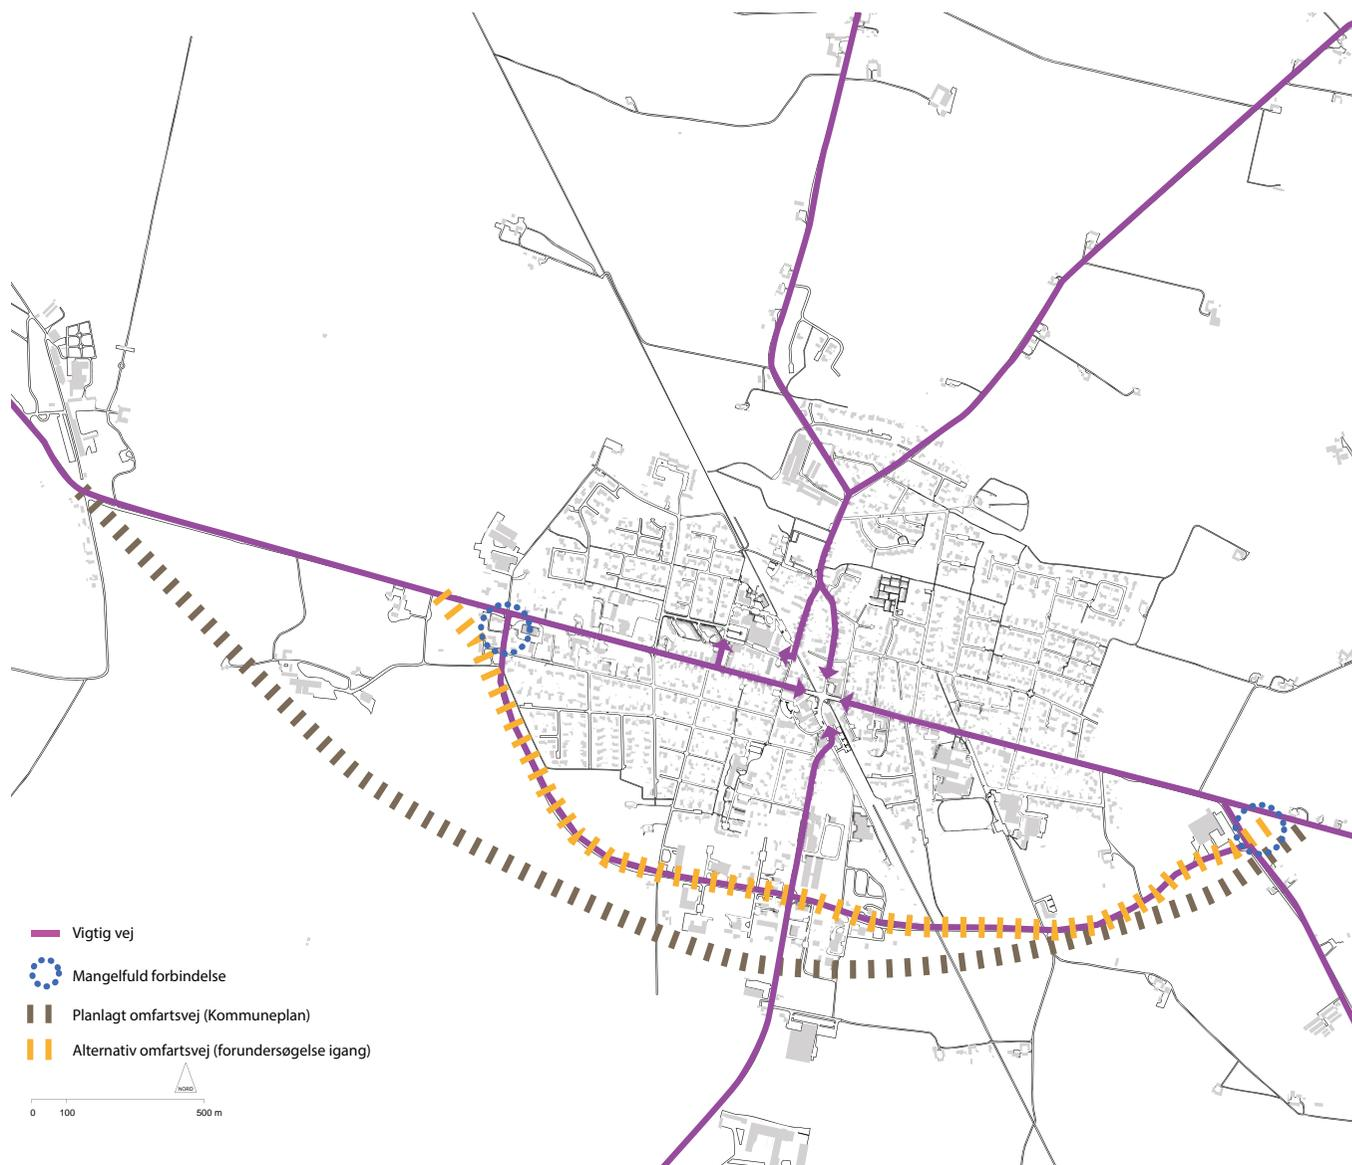 Vigtig vej
Mangelfuld forbindelse
Planlagt omfartsvej (Kommuneplan)
Alternativ omfartsvej (forundersøgelse igang)
NORD
0 100 500 m